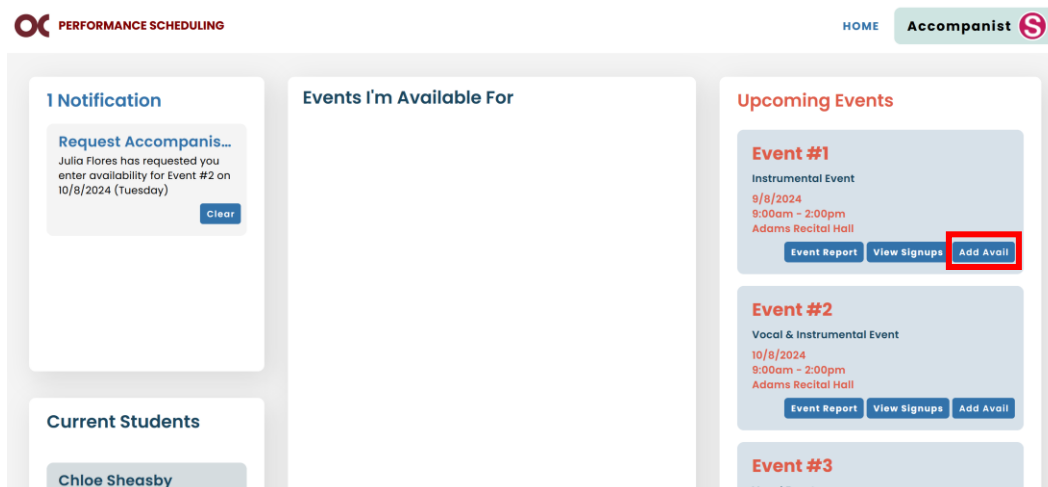 OC PERFORMANCE SCHEDULING
HOME
Accompanist S
1 Notification
Request Accompanis...
Julia Flores has requested you
enter availability for Event #2 on
10/8/2024 (Tuesday)
Clear
Current Students
Chloe Sheasby
Events I'm Available For
Upcoming Events
Event #1
Instrumental Event
9/8/2024
9:00am - 2:00pm
Adams Recital Hall
Event Report View Signups Add Avail
Event #2
Vocal & Instrumental Event
10/8/2024
9:00am - 2:00pm
Adams Recital Hall
Event Report View Signups Add Avail
Event #3